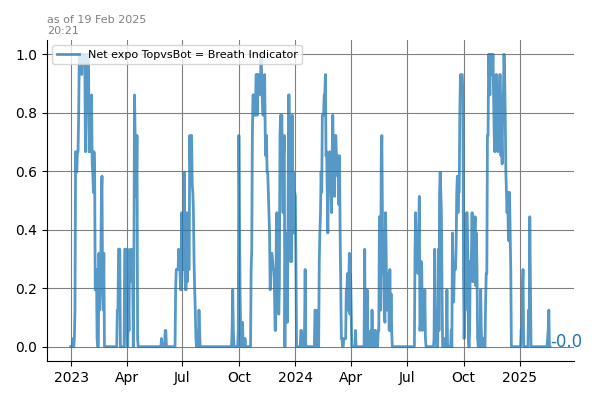 as of 19 Feb 2025
20:21
Net expo TopvsBot = Breath Indicator
1.0
0.8
0.6
0.4
0.2
0.0
-0.0
2023 Apr Jul Oct 2024 Apr Jul Oct 2025